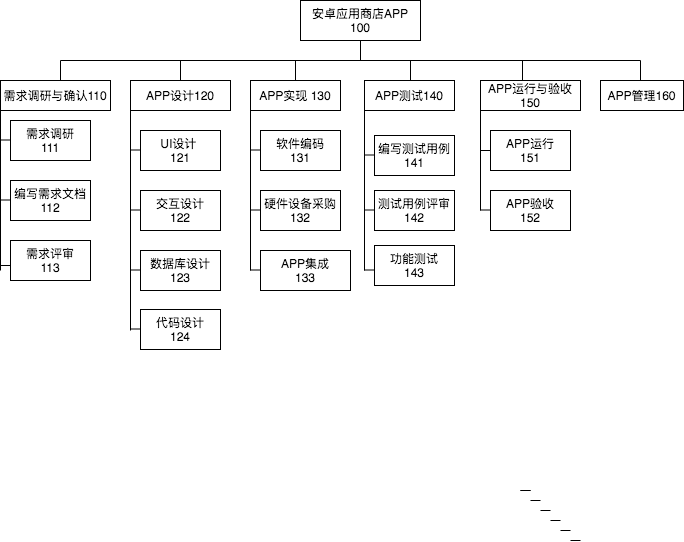 安卓应用商店APP
100
需求调研与确认110
APP设计120
APP实现 130
APP测试140
APP运行与验收
150
APP管理160
需求调研
111
编写需求文档
112
需求评审
113
UI设计
121
交互设计
122
数据库设计
123
代码设计
124
软件编码
131
硬件设备采购
132
APP集成
133
编写测试用例
141
测试用例评审
142
功能测试
143
APP运行
151
APP验收
152